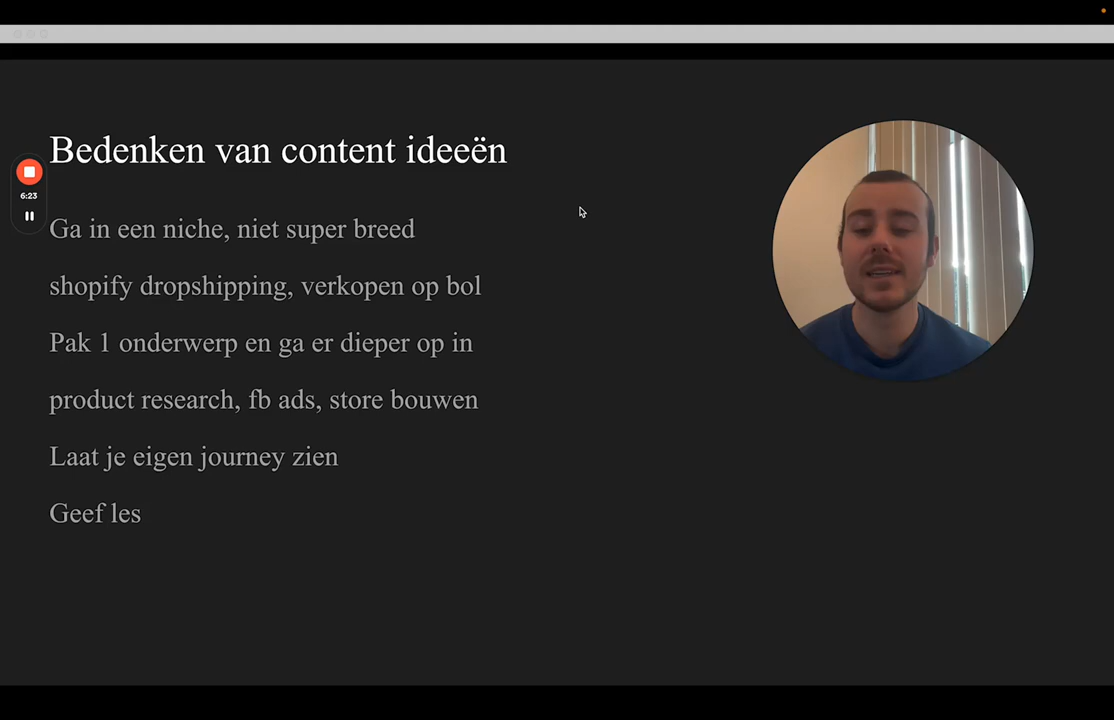 Bedenken van content ideeën
6:23
Ga in een niche, niet super breed
shopify dropshipping, verkopen op bol
Pak 1 onderwerp en ga er dieper op in
product research, fb ads, store bouwen
Laat je eigen journey zien
Geef les